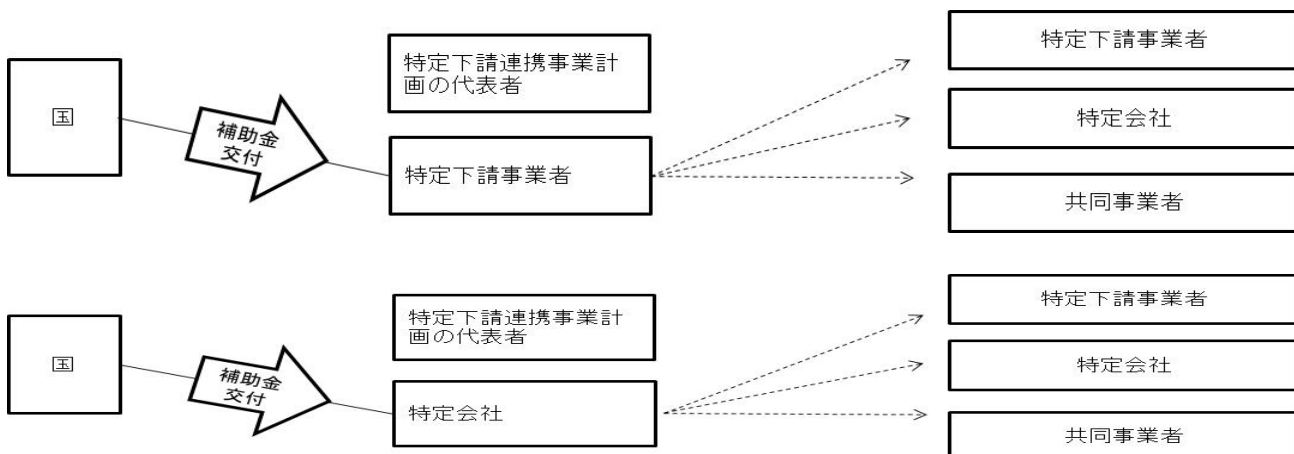 国
補助金
交付
特定下請連携事業計
画の代表者
特定下請事業者
特定下請事業者
特定会社
共同事業者
国
補助金
交付
特定下請連携事業計
画の代表者
特定会社
特定下請事業者
特定会社
共同事業者